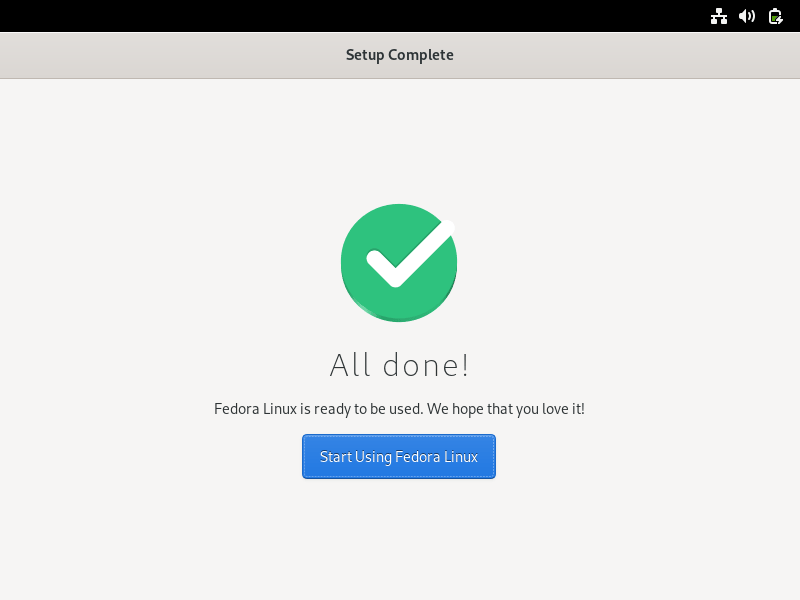 Setup Complete
All done!
Fedora Linux is ready to be used. We hope that you love it!
Start Using Fedora Linux